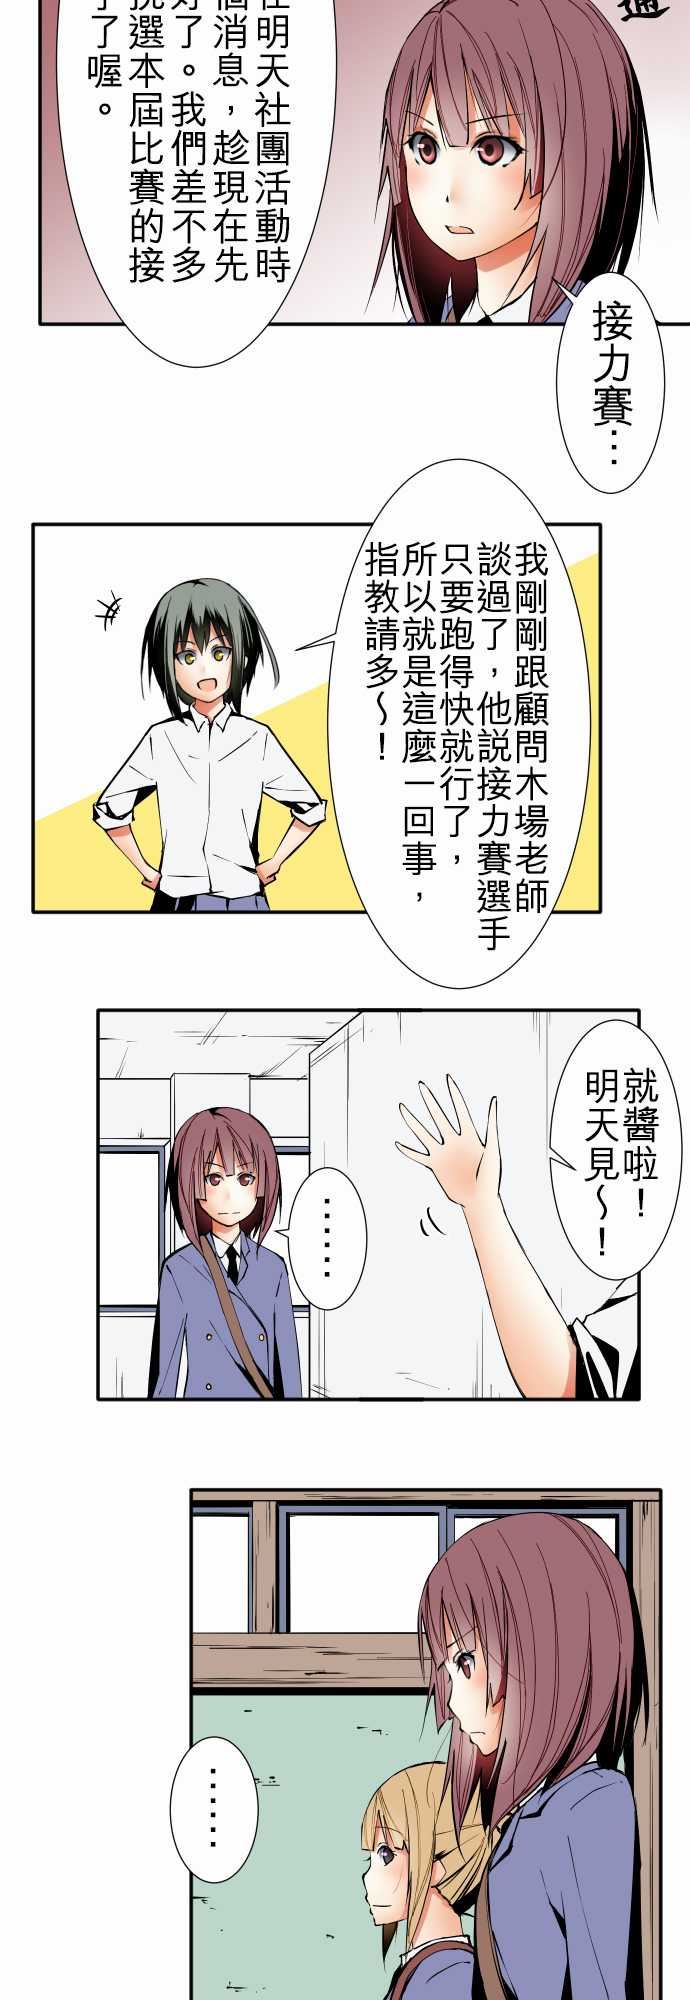 在明天社團活動時
個消息，趁現在先
好了。我們差不多
挑選本屆比賽的接
手了喔。
接力賽…
我剛剛跟顧問木場老師
談過了，他説接力賽選手
只要跑得快就行了，
所以就是這麼一回事，
指教請多～！
就醬啦！
明天見～！
……
……